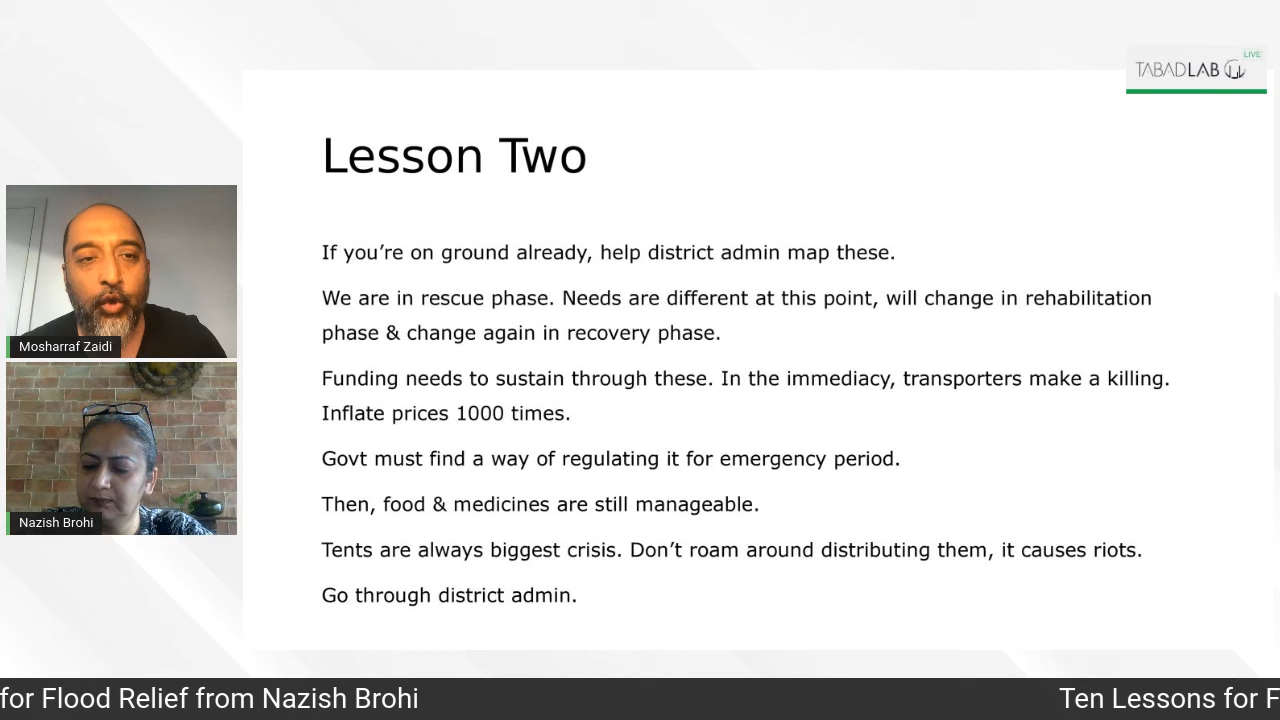 LIVE
TABADLAB
Lesson Two
If you’re on ground already, help district admin map these.
We are in rescue phase. Needs are different at this point, will change in rehabilitation
phase & change again in recovery phase.
Funding needs to sustain through these. In the immediacy, transporters make a killing.
Inflate prices 1000 times.
Govt must find a way of regulating it for emergency period.
Then, food & medicines are still manageable.
Tents are always biggest crisis. Don’t roam around distributing them, it causes riots.
Go through district admin.
Mosharraf Zaidi
Nazish Brohi
for Flood Relief from Nazish Brohi
Ten Lessons for F